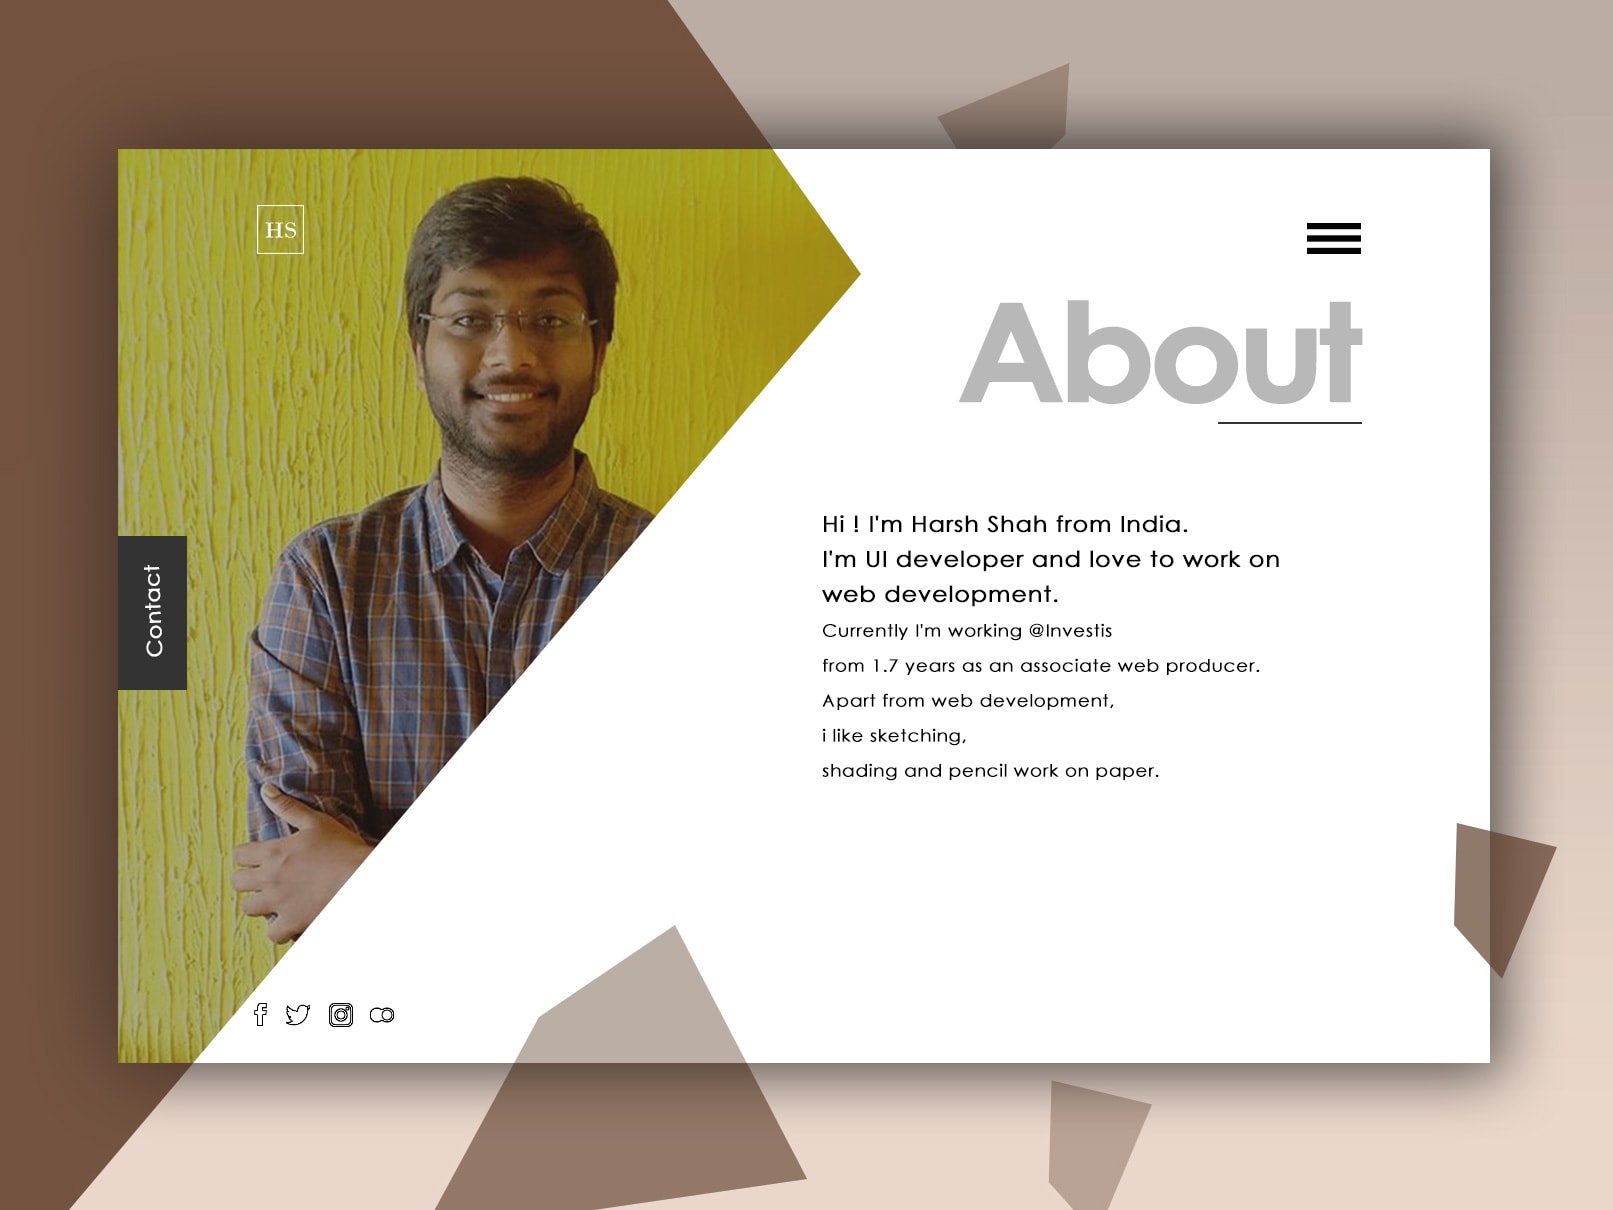 HS
About
Contact
Hi ! I'm Harsh Shah from India.
I'm UI developer and love to work on
web development.
Currently I'm working @Investis
from 1.7 years as an associate web producer.
Apart from web development,
i like sketching,
shading and pencil work on paper.